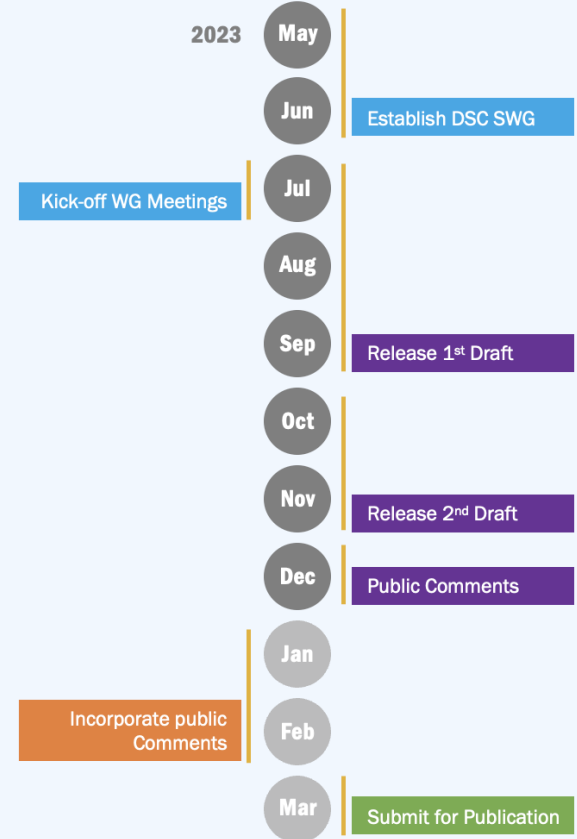 2023
May
Jun
Establish DSC SWG
Jul
Kick-off WG Meetings
Aug
Sep
Release 1st Draft
Oct
Nov
Release 2nd Draft
Dec
Public Comments
Jan
Incorporate public
Comments
Feb
Mar
Submit for Publication